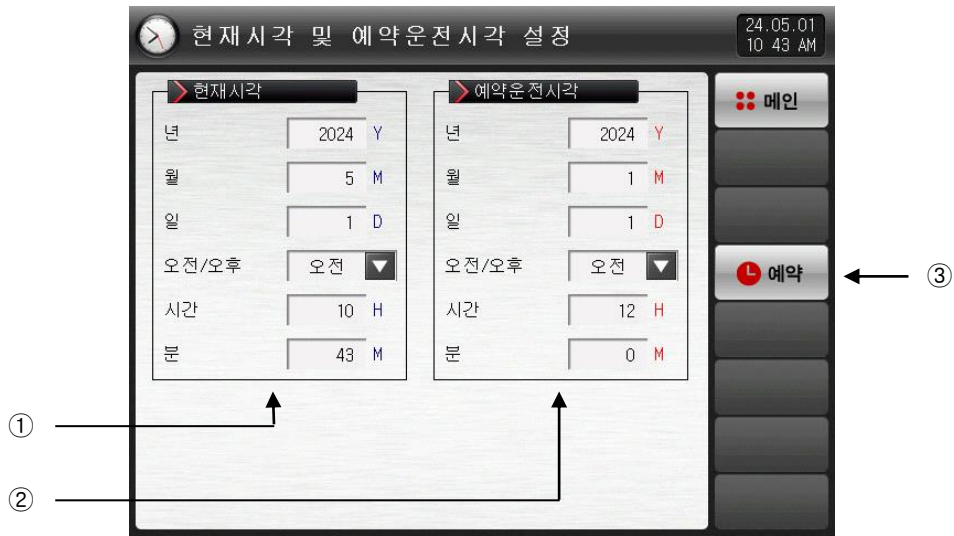 현재시각 및 예약운전시각 설정
24.05.01
10 43 AM
현재시각
년 2024 Y
월 5 M
일 1 D
오전/오후 오전
시간 10 H
분 43 M
예약운전시각
년 2024 Y
월 1 M
일 1 D
오전/오후 오전
시간 12 H
분 0 M
메인
예약
③
①
②